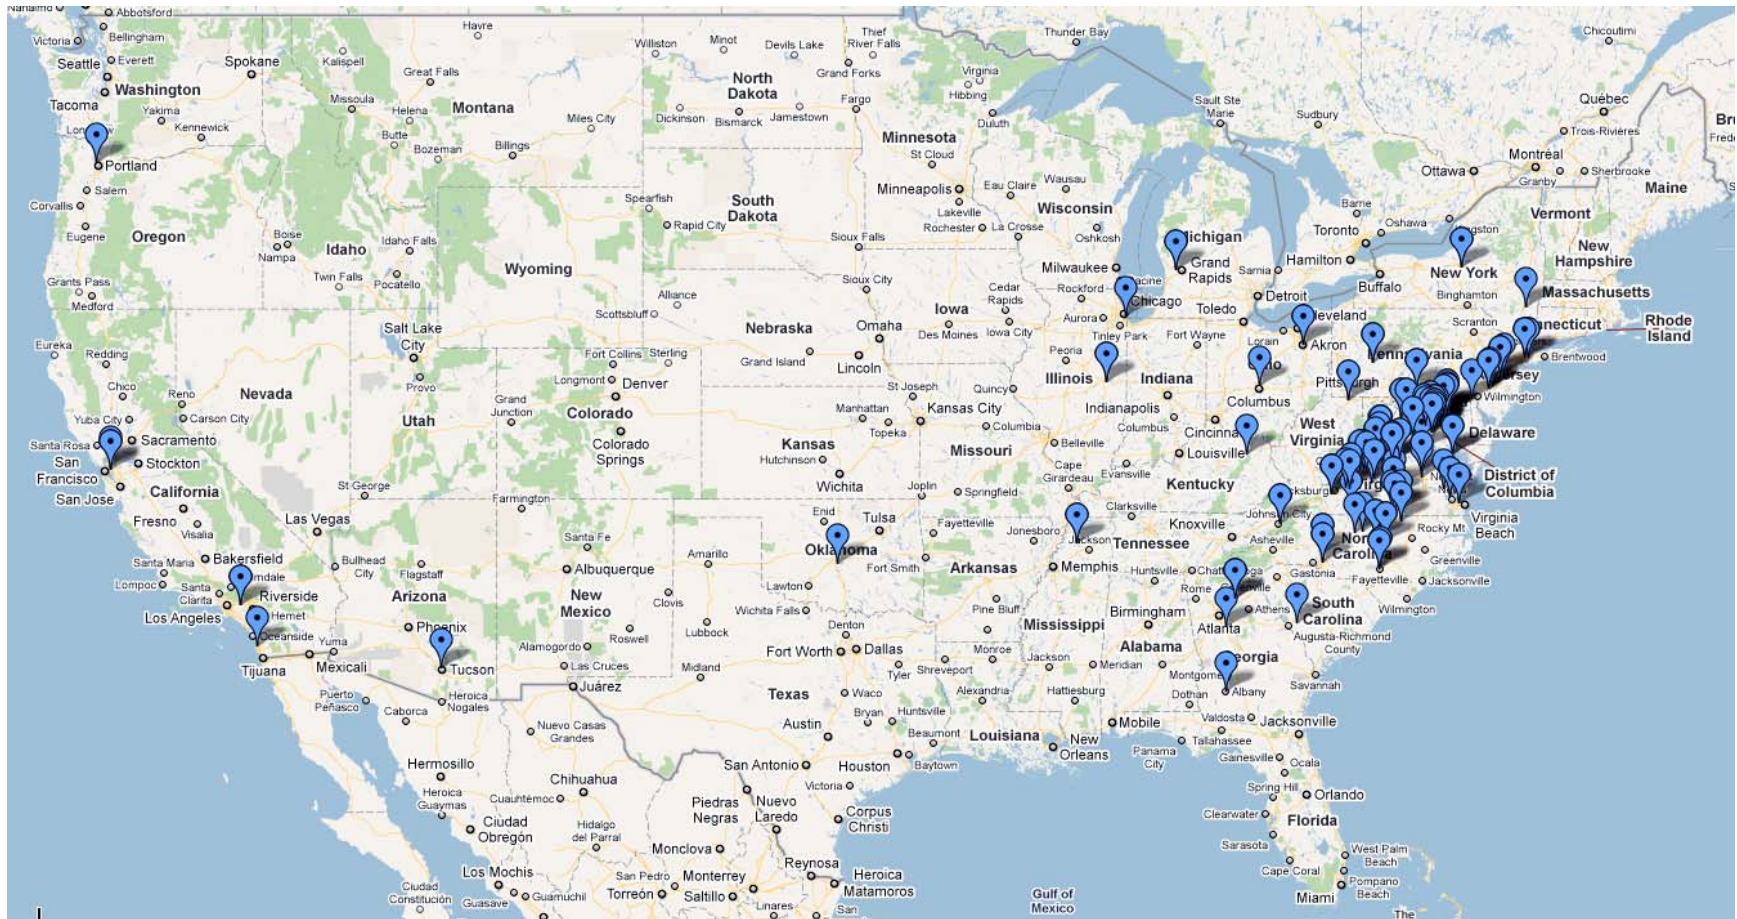 Nanaimo
Abbotsford
Bellingham
Victoria
Everett
Seattle
Spokane
Kalispell
Havre
Williston
Minot
Devils Lake
Thief
River Falls
Grand Forks
Thunder Bay
Chicoutimi
Washington
Tacoma
Yakima
Kennewick
Great Falls
Missoula
Helena
Montana
Miles City
North
Dakota
Dickinson
Bismarck
Jamestown
Fargo
Virginia
Hibbing
Duluth
Sault Ste
Marie
Sudbury
Québec
Trois-Rivières
Butte
Bozeman
Billings
Minnesota
St Cloud
Montreal
Ottawa
Granby
Sherbrooke
Maine
Portland
Salem
Corvallis
Eugene
Oregon
Boise
Nampa
Idaho
Idaho Falls
Twin Falls
Pocatello
Wyoming
Spearfish
Rapid City
South
Dakota
Sioux Falls
Minneapolis
Lakeville
Rochester
Eau Claire
La Crosse
Wausau
Wisconsin
Oshkosh
Milwaukee
Grand
Rapids
Barrie
Toronto
Oshawa
Hamilton
Sarnia
Buffalo
New York
Binghamton
Vermont
New
Hampshire
Massachusetts
Rhode
Island
Grants Pass
Medford
Eureka
Redding
Chico
Yuba City
Reno
Carson City
Nevada
Salt Lake
City
Provo
Utah
Alliance
Scottsbluff
Nebraska
Grand Island
Sioux City
Omaha
Lincoln
Iowa
Des Moines
Cedar
Rapids
Iowa City
Rockford
Aurora
Chicago
Tinley Park
Peoria
Illinois
Fort Wayne
Toledo
Detroit
Lorain
Akron
Scranton
Brentwood
Fort Collins
Sterling
Longmont
Denver
Grand
Junction
Colorado
Colorado
Springs
Kansas
Hutchinson
Wichita
Manhattan
Topeka
St Joseph
Kansas City
Quincy
Columbia
Missouri
Belleville
Indiana
Indianapolis
Columbus
Columbus
Louisville
Evansville
Kentucky
West
Virginia
Wilmington
Delaware
District of
Columbia
Santa Rosa
Sacramento
San
Francisco
Stockton
San Jose
California
Fresno
Visalia
St George
Las Vegas
Farmington
Santa Fe
Joplin
Springfield
Cape
Girardeau
Clarksville
Knoxville
Virginia
Beach
Rocky Mt
Greenville
Santa Maria
Lompoc
Bakersfield
Santa
Clarita
Riverside
Los Angeles
Hemet
Oceanside
Bullhead
City
Flagstaff
Arizona
Albuquerque
New
Mexico
Amarillo
Clovis
Enid
Tulsa
Oklahoma
Lawton
Fort Smith
Fayetteville
Jonesboro
Jackson
Memphis
Tennessee
Arkansas
Huntsville
Rome
Athens
Asheville
Gastonia
Fayetteville
Jacksonville
Wilmington
South
Carolina
Augusta-Richmond
County
Tijuana
Yuma
Mexicali
Phoenix
Tucson
Alamogordo
Las Cruces
Juárez
Roswell
Lubbock
Midland
Wichita Falls
Denton
Fort Worth
Dallas
Tyler
Shreveport
Monroe
Pine Bluff
Mississippi
Jackson
Meridian
Birmingham
Alabama
Atlanta
Dothan
Albany
Savannah
Puerto
Peñasco
Caborca
Heroica
Nogales
Nuevo Casas
Grandes
Texas
Waco
Bryan
Huntsville
Austin
Beaumont
Alexandria
Louisiana
Hattiesburg
Mobile
New
Orleans
Panama
City
Valdosta
Tallahassee
Jacksonville
Gainesville
Ocala
Hermosillo
Heroica
Guaymas
Cuauhtémoc
Chihuahua
San Antonio
Houston
Baytown
Victoria
Spring Hill
Orlando
Clearwater
Florida
Ciudad
Obregón
Hidalgo
del Parral
Piedras
Negras
Nuevo
Laredo
Corpus
Christi
Sarasota
Cape Coral
West Palm
Beach
Pompano
Beach
Miami
Monclova
Los Mochis
Guasave
Guamuchil
Ciudad
Constitución
San Pedro
Torreón
Monterrey
Saltillo
Reynosa
Heroica
Matamoros
Linares
San
Gulf of
Mexico
The